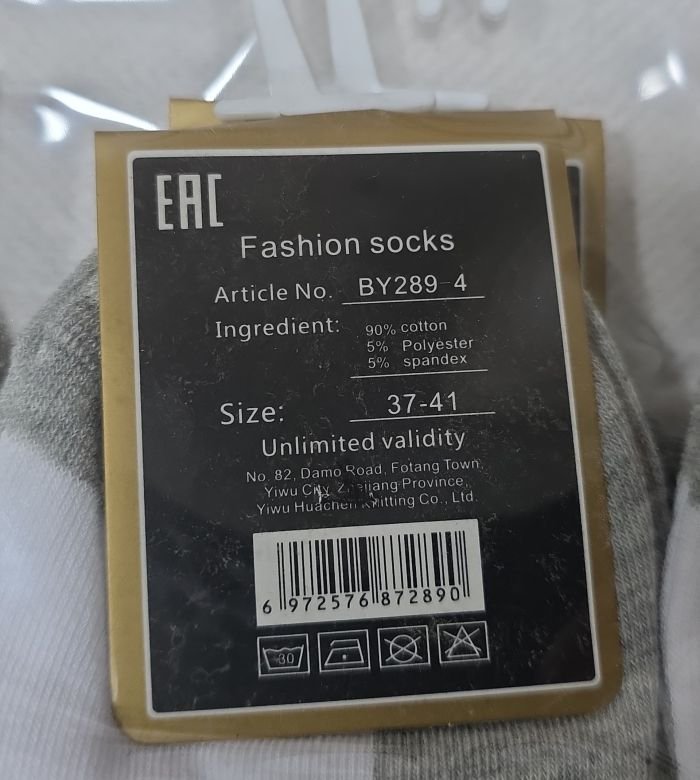 EAC
Fashion socks
Article No. BY289-4
Ingredient: 90% cotton
5% Polyester
5% spandex
Size: 37-41
Unlimited validity
No. 82, Damo Road, Fotang Town,
Yiwu City, Zhejiang Province,
Yiwu Huachen Knitting Co., Ltd.
6 972576 872890
30